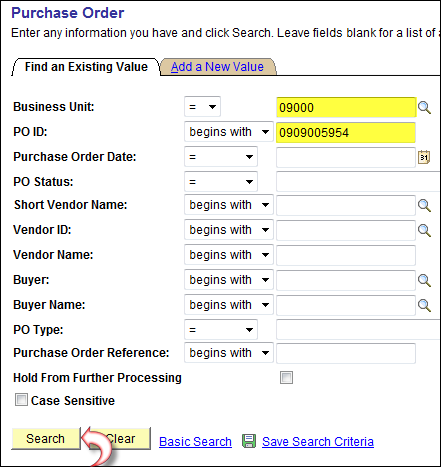 Purchase Order
Enter any information you have and click Search. Leave fields blank for a list of a
Find an Existing Value Add a New Value
Business Unit: = 09000
PO ID: begins with 0909005954
Purchase Order Date: = 31
PO Status: =
Short Vendor Name: begins with
Vendor ID: begins with
Vendor Name: begins with
Buyer: begins with
Buyer Name: begins with
PO Type: =
Purchase Order Reference: begins with
Hold From Further Processing
Case Sensitive
Search Clear Basic Search Save Search Criteria